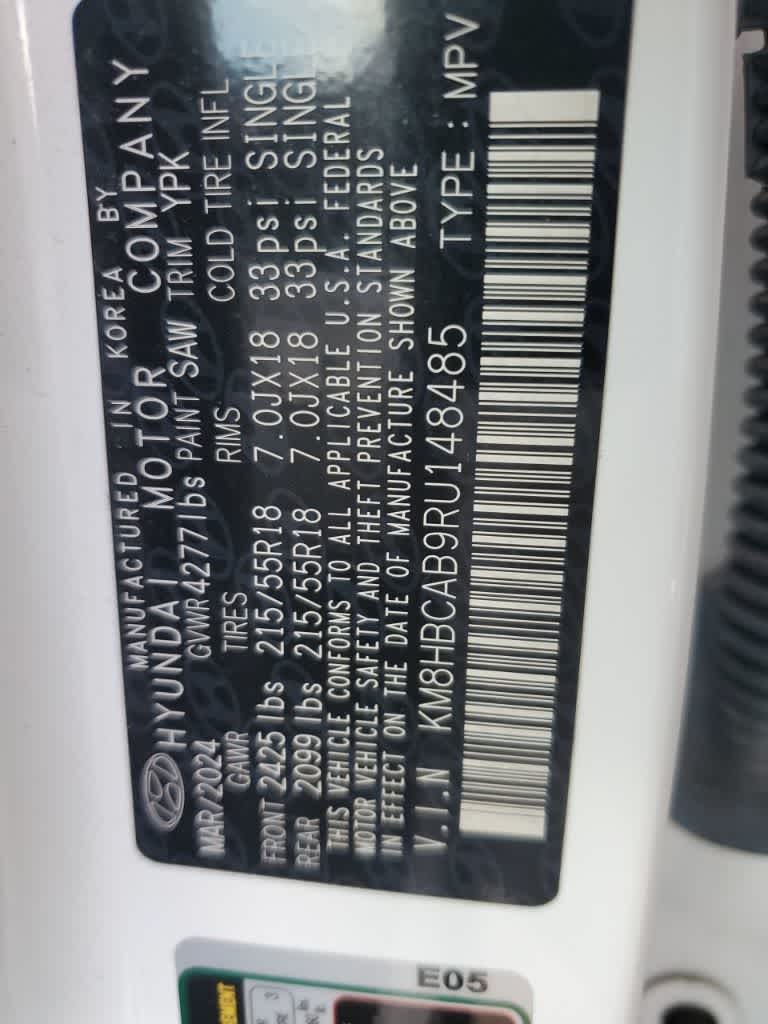 MANUFACTURED IN KOREA BY
HYUNDAI MOTOR COMPANY
MAR/2024 GVWR 4277lbs PAINT SAW TRIM YPK
GAWR TIRES RIMS COLD TIRE INFL
FRONT 2425 lbs 215/55R18 7.0JX18 33psi SINGLE
REAR 2099 lbs 215/55R18 7.0JX18 33psi SINGLE
THIS VEHICLE CONFORMS TO ALL APPLICABLE U.S.A. FEDERAL
MOTOR VEHICLE SAFETY AND THEFT PREVENTION STANDARDS
IN EFFECT ON THE DATE OF MANUFACTURE SHOWN ABOVE
V.I.N KM8HBCAB9RU148485 TYPE : MPV
E05